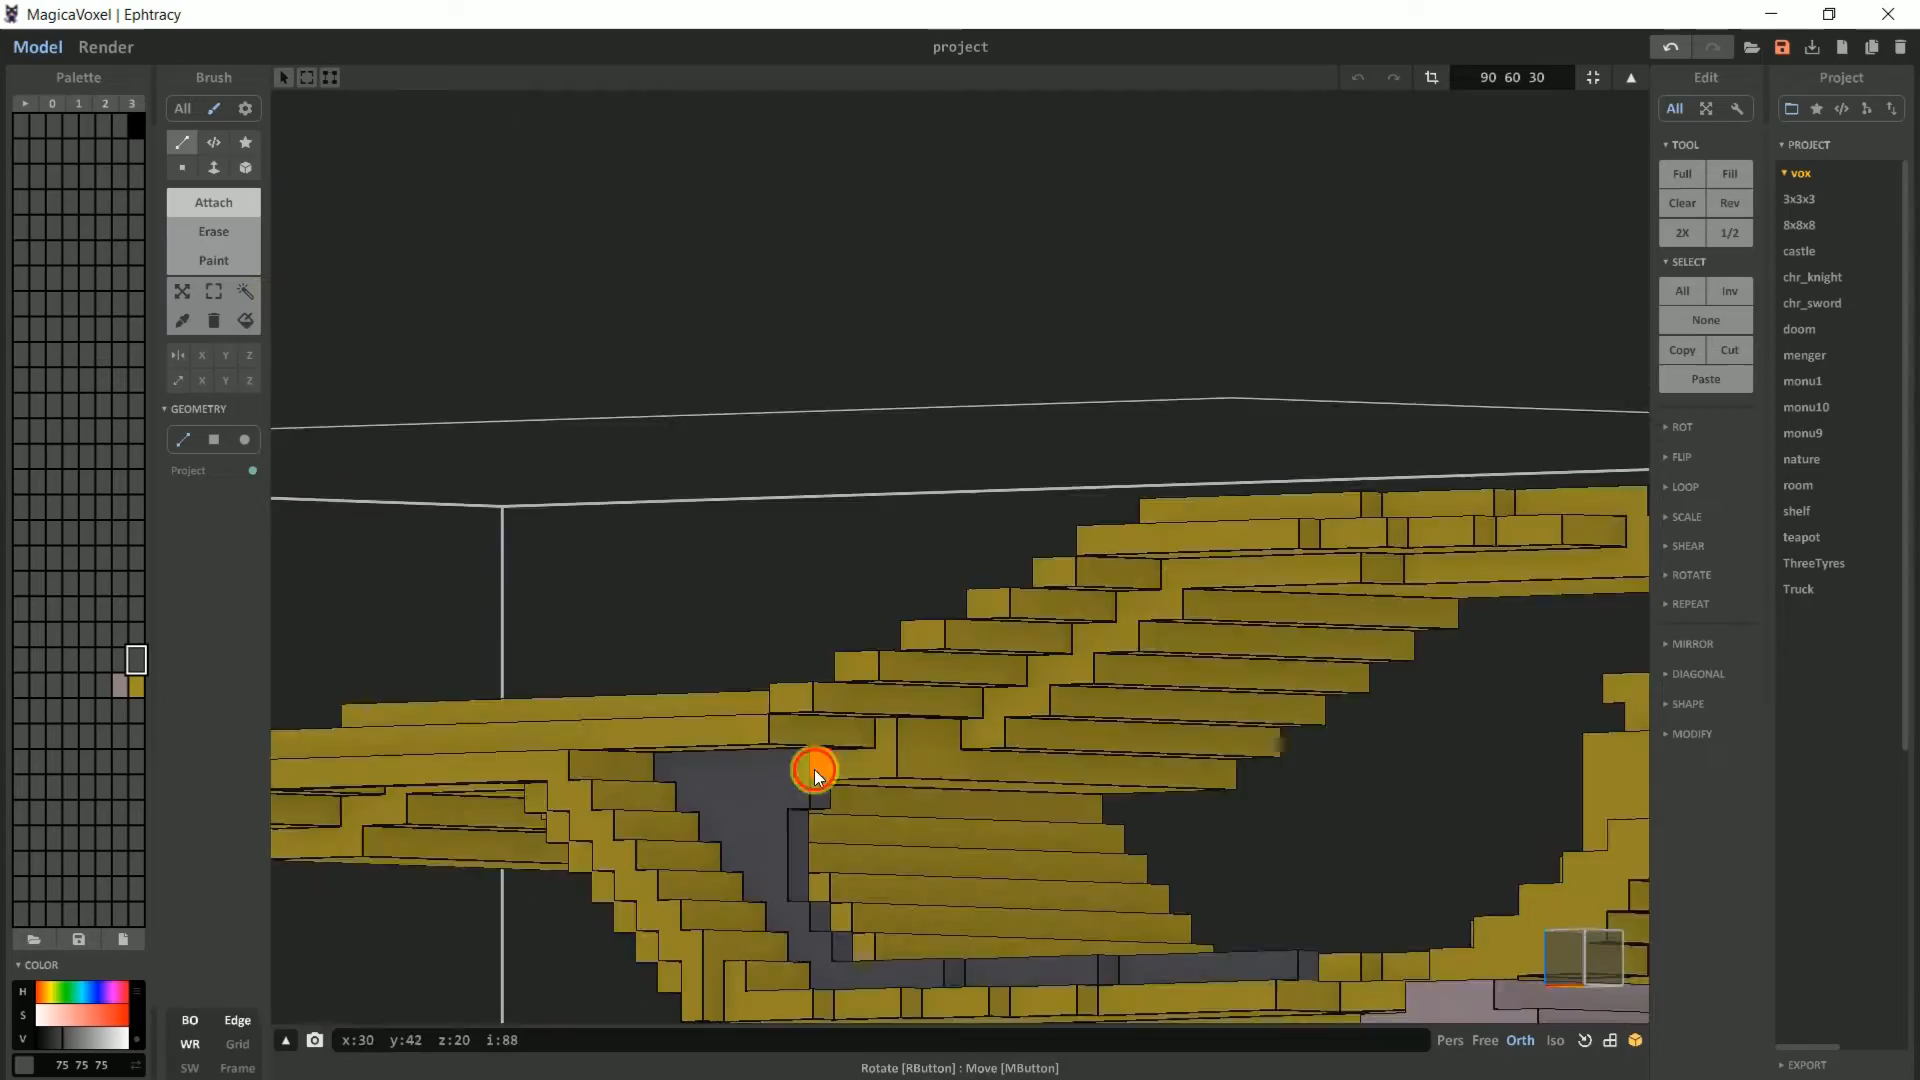 MagicaVoxel | Ephtracy
Model Render
project
Palette
Brush
90 60 30
Edit
Project
0 1 2 3
All
All
TOOL
PROJECT
Full Fill
vox
Attach
Clear Rev
3x3x3
Erase
2X 1/2
8x8x8
Paint
SELECT
castle
All Inv
chr_knight
None
chr_sword
Copy Cut
doom
X Y Z
Paste
menger
X Y Z
monu1
GEOMETRY
monu10
ROT
monu9
FLIP
nature
Project
LOOP
room
SCALE
shelf
SHEAR
teapot
ROTATE
ThreeTyres
REPEAT
Truck
MIRROR
DIAGONAL
SHAPE
MODIFY
COLOR
H
S
V
75 75 75
BO Edge
WR Grid
SW Frame
x:30 y:42 z:20 i:88
Pers Free Orth Iso
Rotate [RButton] : Move [MButton]
EXPORT